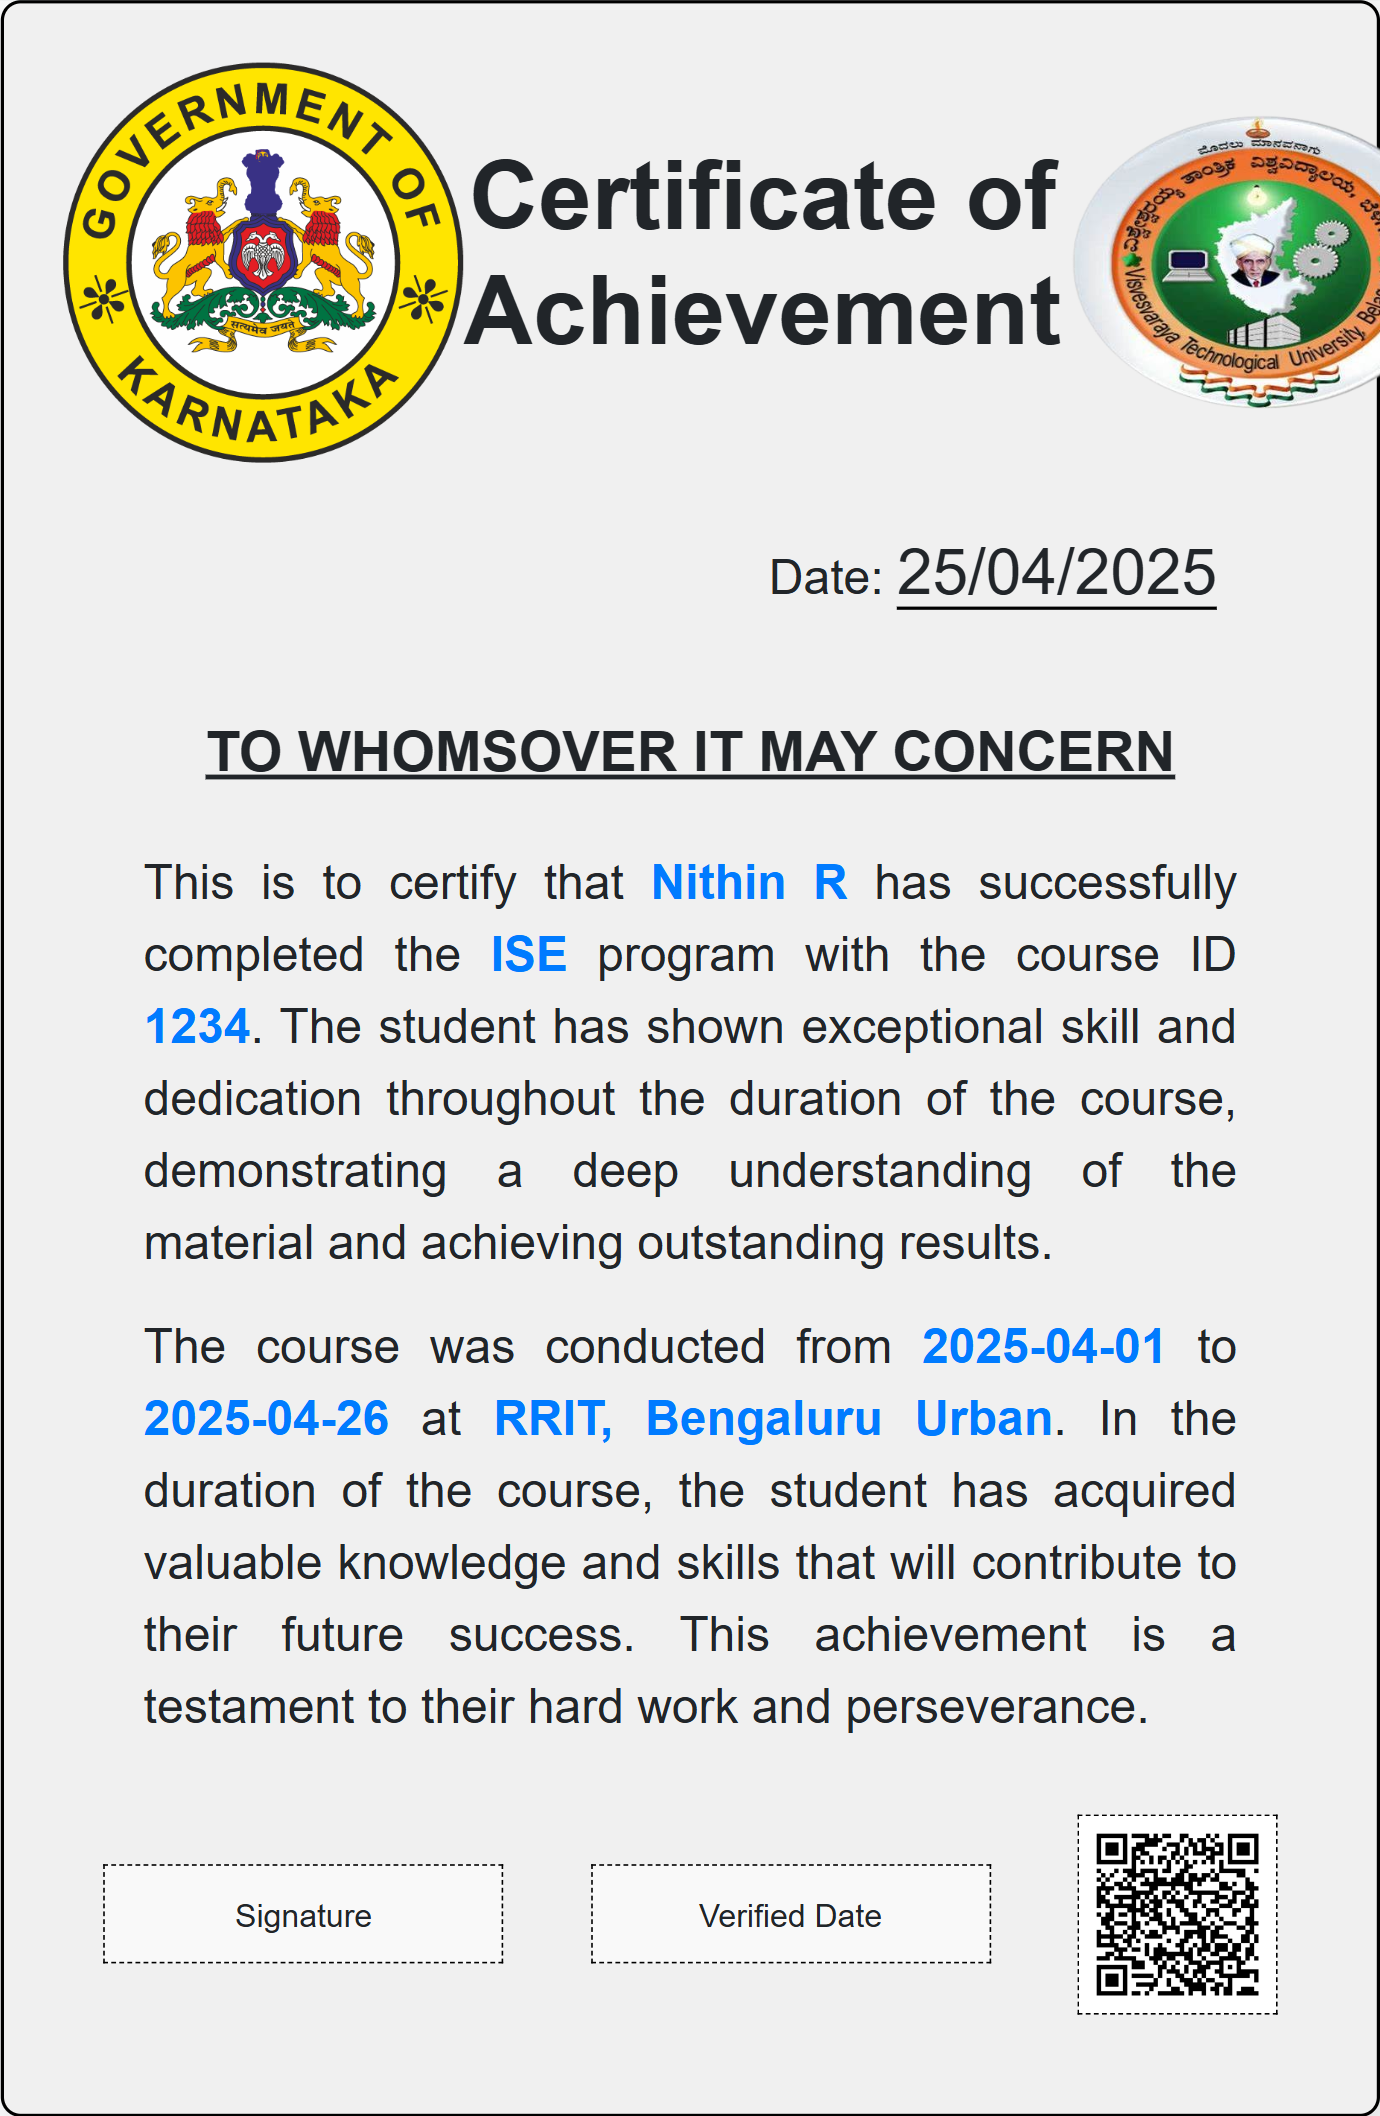 GOVERNMENT OF
KARNATAKA
सत्यमेव जयते
Certificate of
Achievement
ಮೊದಲು ಮಾನವನಾಗು
ತಾಂತ್ರಿಕ ವಿಶ್ವವಿದ್ಯಾಲಯ,
Visvesvaraya Technological University,
Date: 25/04/2025
TO WHOMSOVER IT MAY CONCERN
This is to certify that Nithin R has successfully
completed the ISE program with the course ID
1234. The student has shown exceptional skill and
dedication throughout the duration of the course,
demonstrating a deep understanding of the
material and achieving outstanding results.
The course was conducted from 2025-04-01 to
2025-04-26 at RRIT, Bengaluru Urban. In the
duration of the course, the student has acquired
valuable knowledge and skills that will contribute to
their future success. This achievement is a
testament to their hard work and perseverance.
Signature
Verified Date